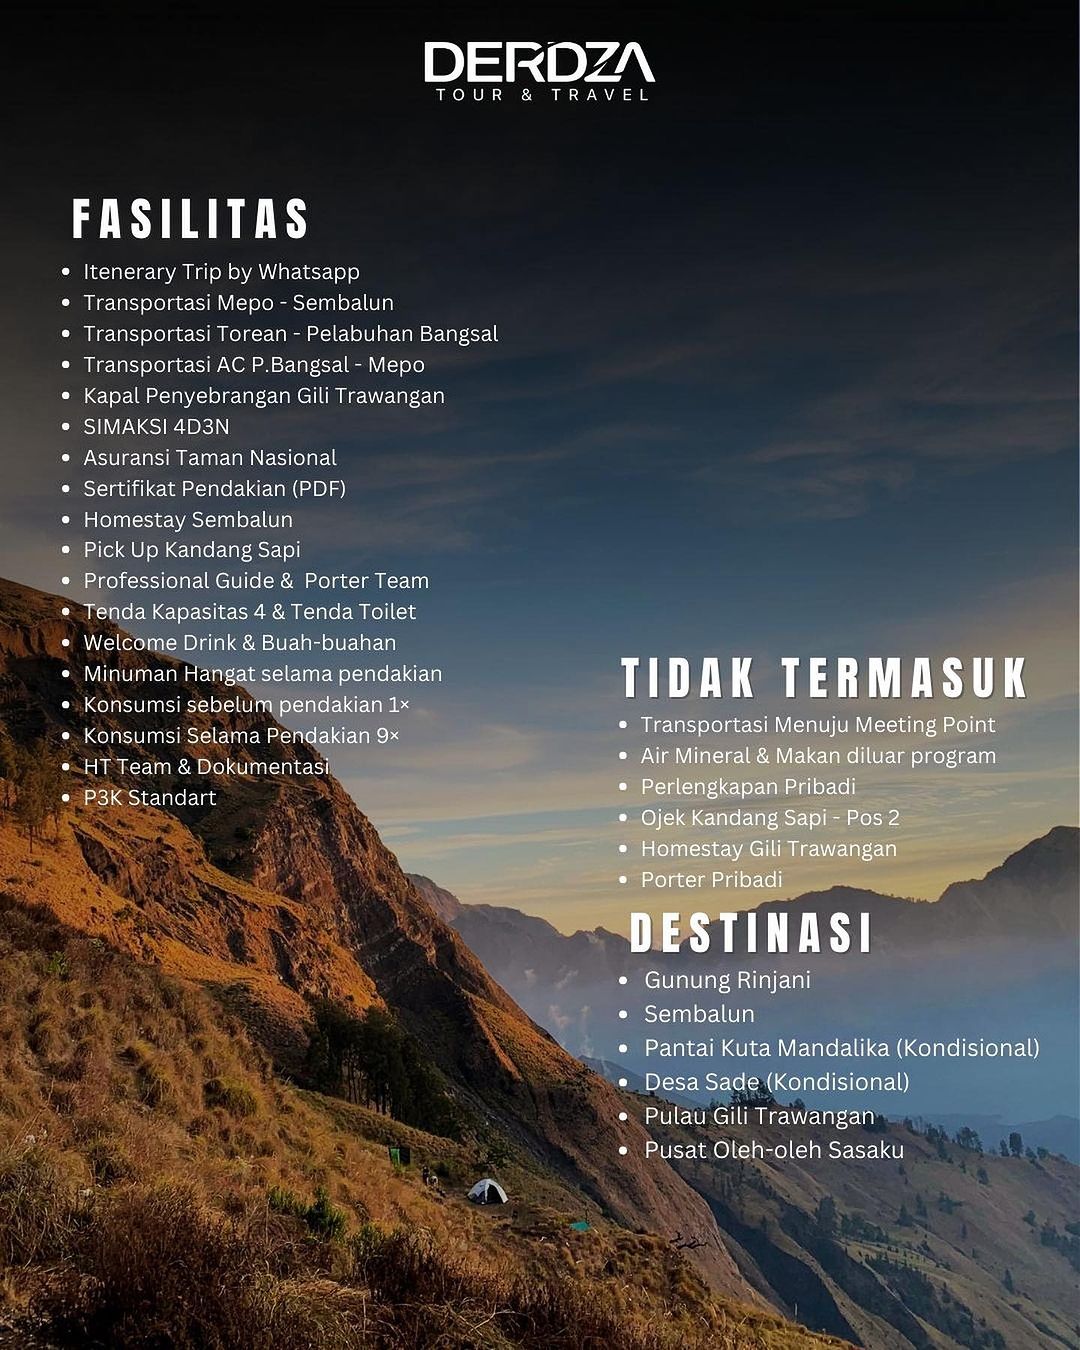 DERDZA
TOUR & TRAVEL
FASILITAS
• Itenerary Trip by Whatsapp
• Transportasi Mepo - Sembalun
• Transportasi Torean - Pelabuhan Bangsal
• Transportasi AC P.Bangsal - Mepo
• Kapal Penyebrangan Gili Trawangan
• SIMAKSI 4D3N
• Asuransi Taman Nasional
• Sertifikat Pendakian (PDF)
• Homestay Sembalun
• Pick Up Kandang Sapi
• Professional Guide &  Porter Team
• Tenda Kapasitas 4 & Tenda Toilet
• Welcome Drink & Buah-buahan
• Minuman Hangat selama pendakian
• Konsumsi sebelum pendakian 1×
• Konsumsi Selama Pendakian 9×
• HT Team & Dokumentasi
• P3K Standart
TIDAK TERMASUK
• Transportasi Menuju Meeting Point
• Air Mineral & Makan diluar program
• Perlengkapan Pribadi
• Ojek Kandang Sapi - Pos 2
• Homestay Gili Trawangan
• Porter Pribadi
DESTINASI
• Gunung Rinjani
• Sembalun
• Pantai Kuta Mandalika (Kondisional)
• Desa Sade (Kondisional)
• Pulau Gili Trawangan
• Pusat Oleh-oleh Sasaku